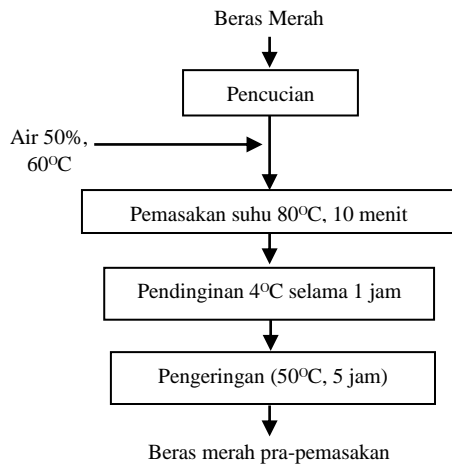 Beras Merah
Pencucian
Air 50%,
60°C
Pemasakan suhu 80°C, 10 menit
Pendinginan 4°C selama 1 jam
Pengeringan (50°C, 5 jam)
Beras merah pra-pemasakan